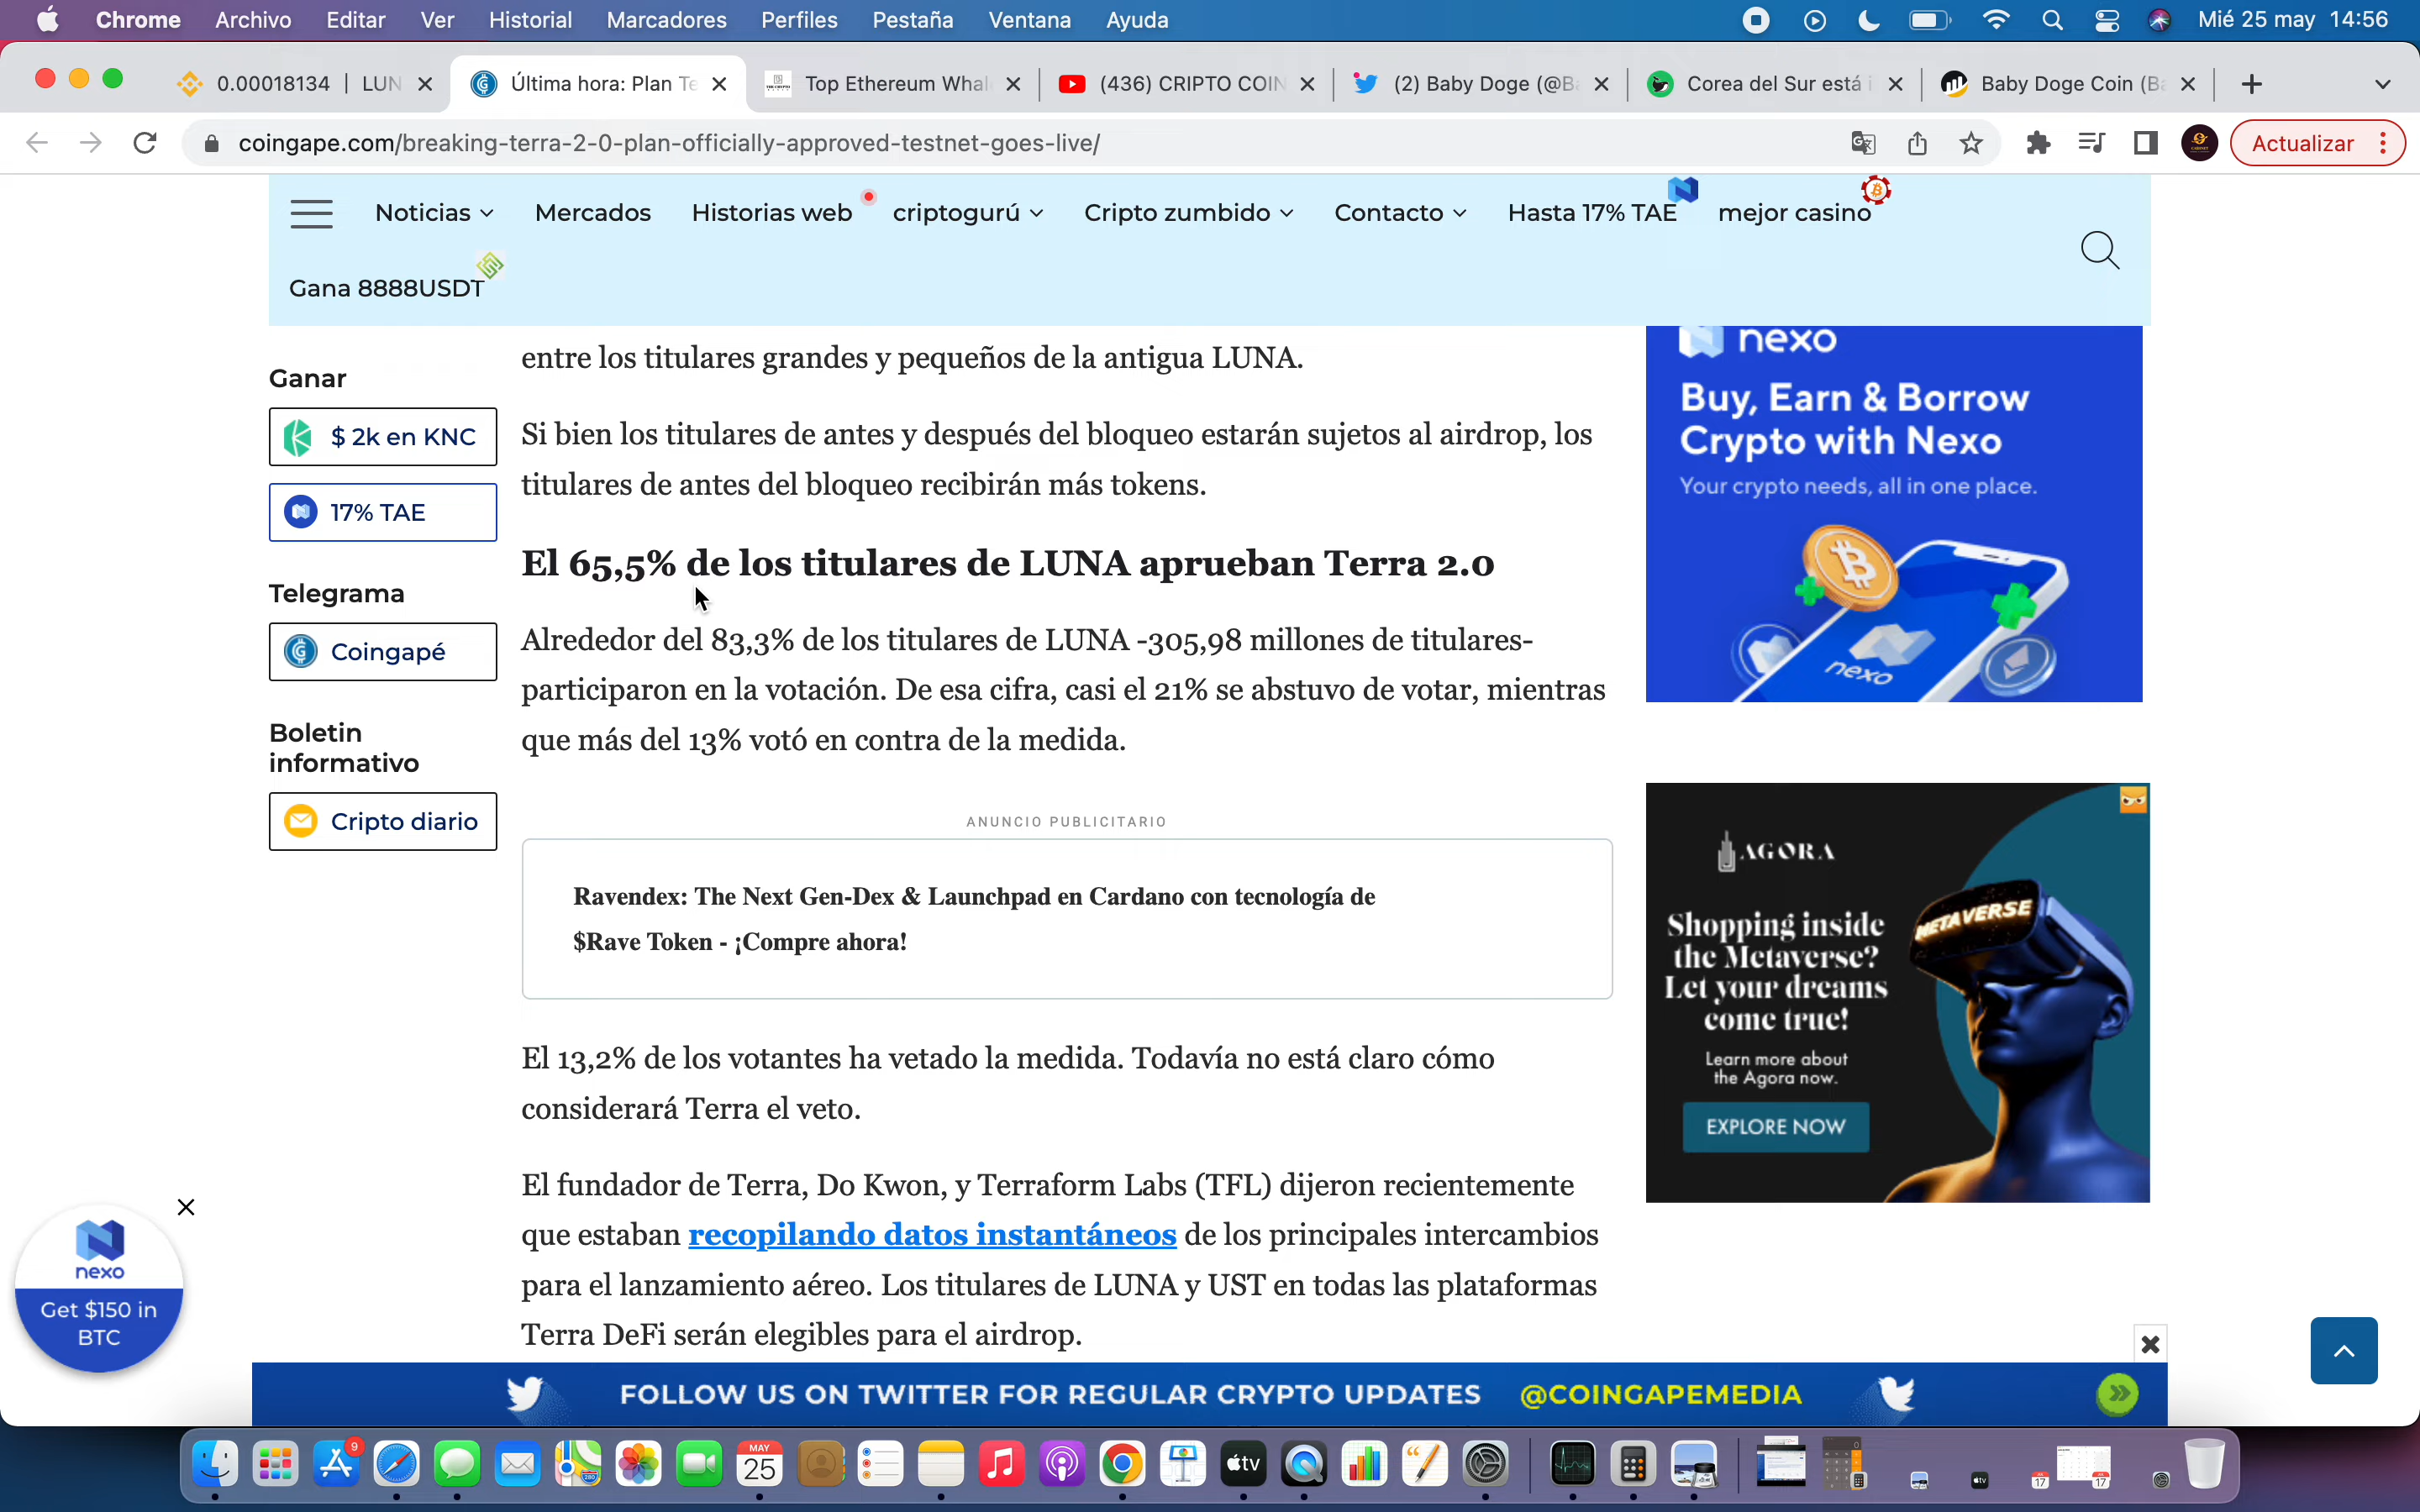 Chrome Archivo Editar Ver Historial Marcadores Perfiles Pestaña Ventana Ayuda Mié 25 may 14:56
0.00018134 | LUN Última hora: Plan Te Top Ethereum Whal (436) CRIPTO COIN (2) Baby Doge (@Ba Corea del Sur está i Baby Doge Coin (Ba
coingape.com/breaking-terra-2-0-plan-officially-approved-testnet-goes-live/ Actualizar
Noticias Mercados Historias web criptogurú Cripto zumbido Contacto Hasta 17% TAE mejor casino
Gana 8888USDT
Ganar
$ 2k en KNC
17% TAE
Telegrama
Coingapé
Boletin
informativo
Cripto diario
entre los titulares grandes y pequeños de la antigua LUNA.
Si bien los titulares de antes y después del bloqueo estarán sujetos al airdrop, los
titulares de antes del bloqueo recibirán más tokens.
El 65,5% de los titulares de LUNA aprueban Terra 2.0
Alrededor del 83,3% de los titulares de LUNA -305,98 millones de titulares-
participaron en la votación. De esa cifra, casi el 21% se abstuvo de votar, mientras
que más del 13% votó en contra de la medida.
ANUNCIO PUBLICITARIO
Ravendex: The Next Gen-Dex & Launchpad en Cardano con tecnología de
$Rave Token - ¡Compre ahora!
El 13,2% de los votantes ha vetado la medida. Todavía no está claro cómo
considerará Terra el veto.
El fundador de Terra, Do Kwon, y Terraform Labs (TFL) dijeron recientemente
que estaban recopilando datos instantáneos de los principales intercambios
para el lanzamiento aéreo. Los titulares de LUNA y UST en todas las plataformas
Terra DeFi serán elegibles para el airdrop.
nexo
Buy, Earn & Borrow
Crypto with Nexo
Your crypto needs, all in one place.
nexo
AGORA
METAVERSE
Shopping inside
the Metaverse?
Let your dreams
come true!
Learn more about
the Agora now.
EXPLORE NOW
nexo
Get $150 in
BTC
FOLLOW US ON TWITTER FOR REGULAR CRYPTO UPDATES @COINGAPEMEDIA
9
MAY
25
tv
17
17